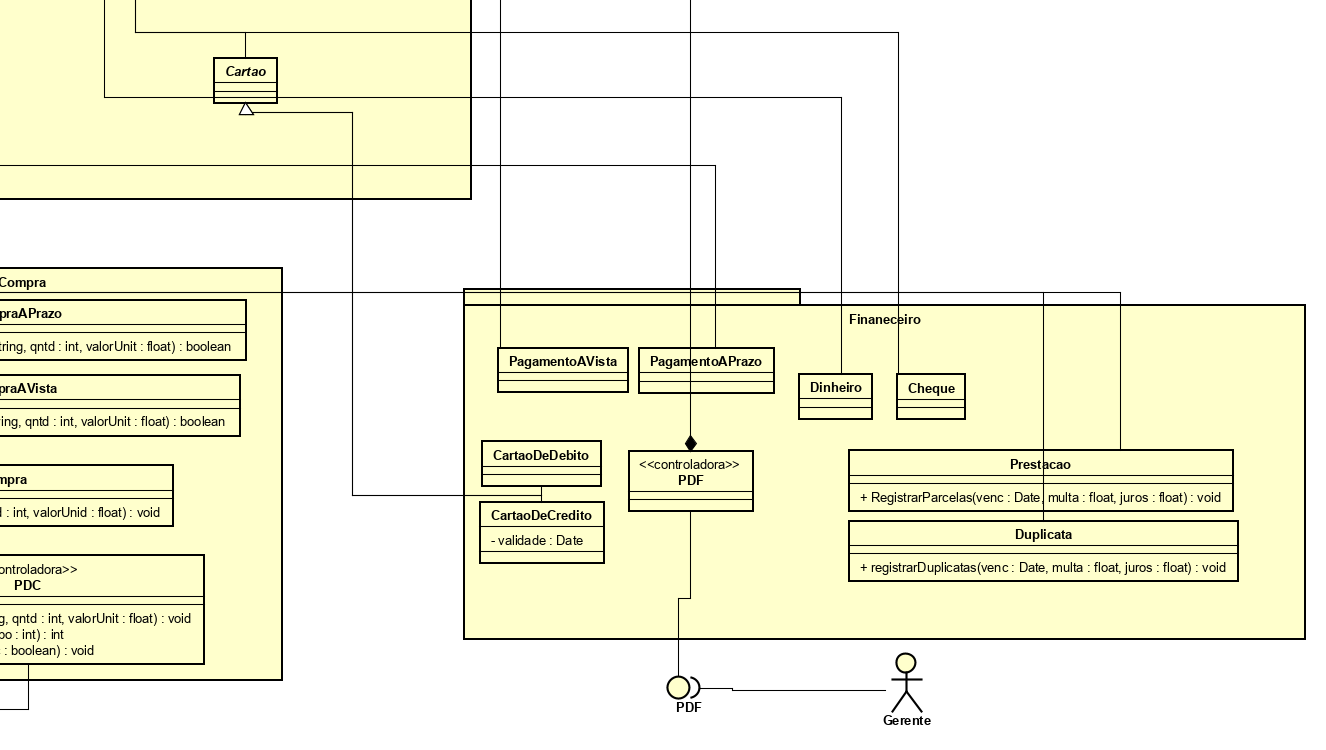 Cartao
Compra
praAPrazo
tring, qntd : int, valorUnit : float) : boolean
praAVista
ring, qntd : int, valorUnit : float) : boolean
mpra
d : int, valorUnid : float) : void
ontroladora>>
PDC
g, qntd : int, valorUnit : float) : void
po : int) : int
: boolean) : void
Finaneceiro
PagamentoAVista
PagamentoAPrazo
Dinheiro
Cheque
CartaoDeDebito
<<controladora>>
PDF
CartaoDeCredito
- validade : Date
Prestacao
+ RegistrarParcelas(venc : Date, multa : float, juros : float) : void
Duplicata
+ registrarDuplicatas(venc : Date, multa : float, juros : float) : void
PDF
Gerente